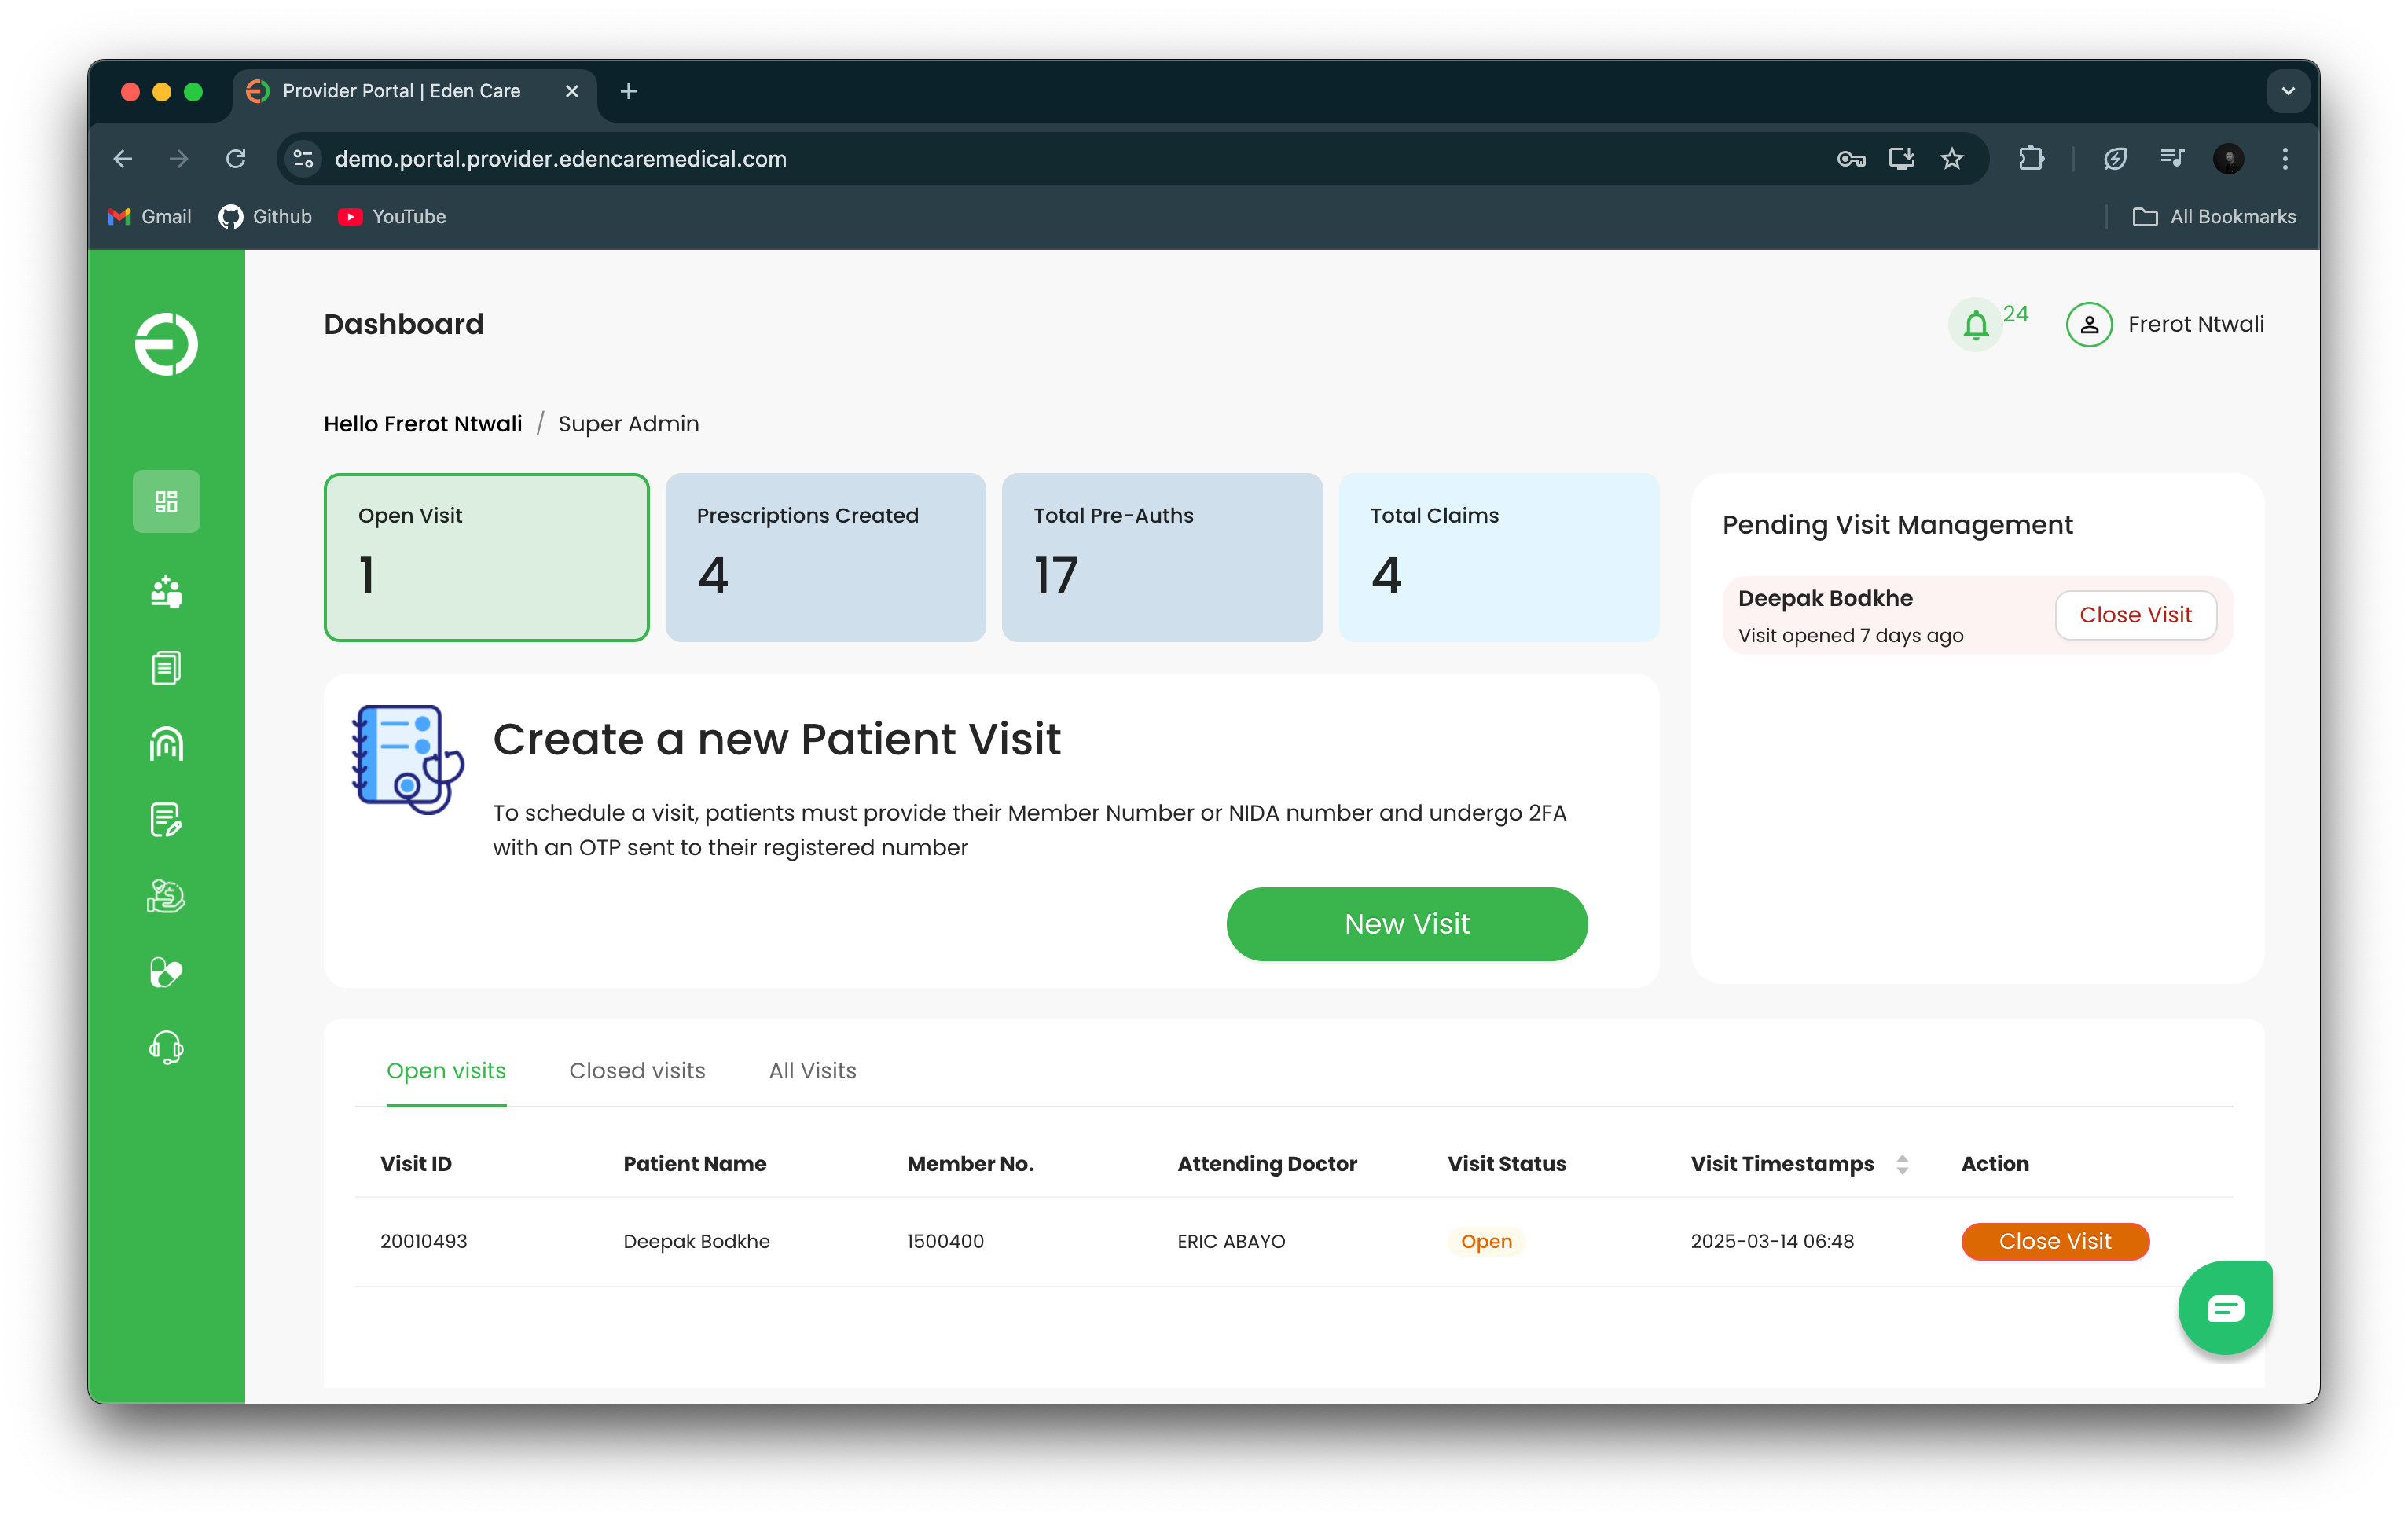 Provider Portal | Eden Care
demo.portal.provider.edencaremedical.com
Gmail Github YouTube All Bookmarks
Dashboard
24
Frerot Ntwali
Hello Frerot Ntwali / Super Admin
Open Visit
1
Prescriptions Created
4
Total Pre-Auths
17
Total Claims
4
Pending Visit Management
Deepak Bodkhe
Visit opened 7 days ago
Close Visit
Create a new Patient Visit
To schedule a visit, patients must provide their Member Number or NIDA number and undergo 2FA
with an OTP sent to their registered number
New Visit
Open visits Closed visits All Visits
Visit ID Patient Name Member No. Attending Doctor Visit Status Visit Timestamps Action
20010493 Deepak Bodkhe 1500400 ERIC ABAYO Open 2025-03-14 06:48 Close Visit